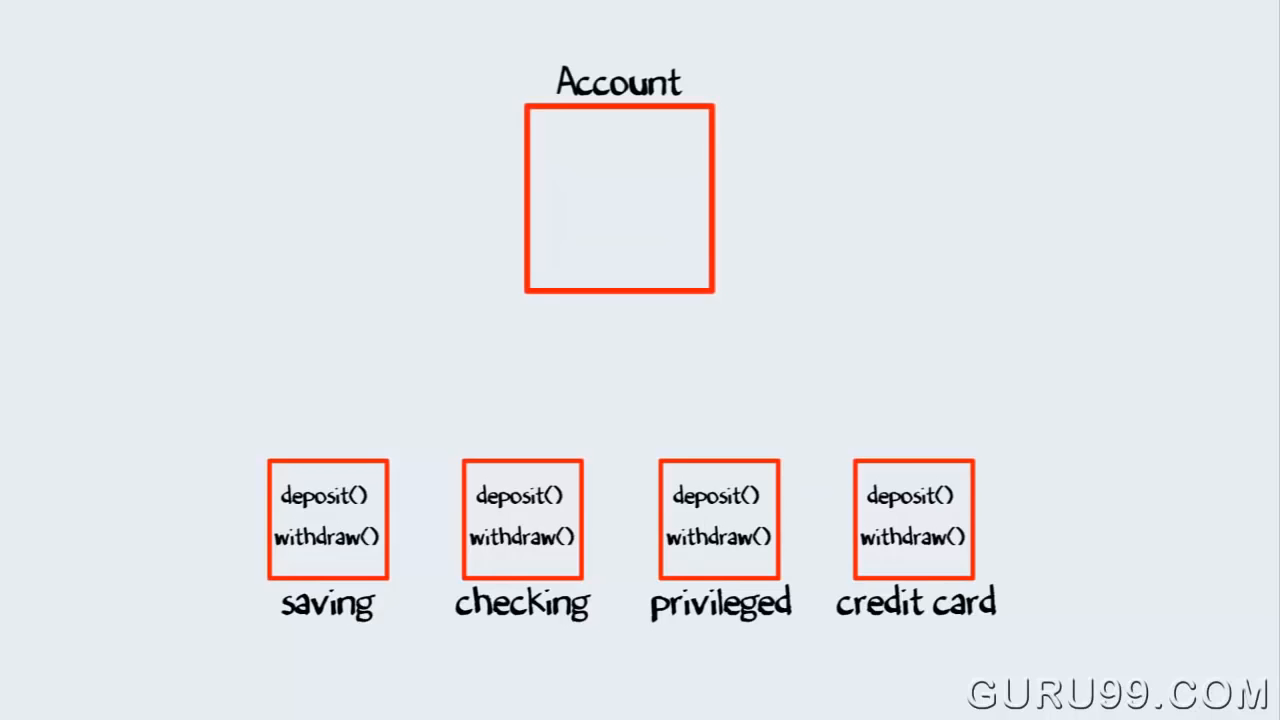 Account
deposit() deposit() deposit() deposit()
withdraw() withdraw() withdraw() withdraw()
saving checking privileged credit card
GURU99.COM